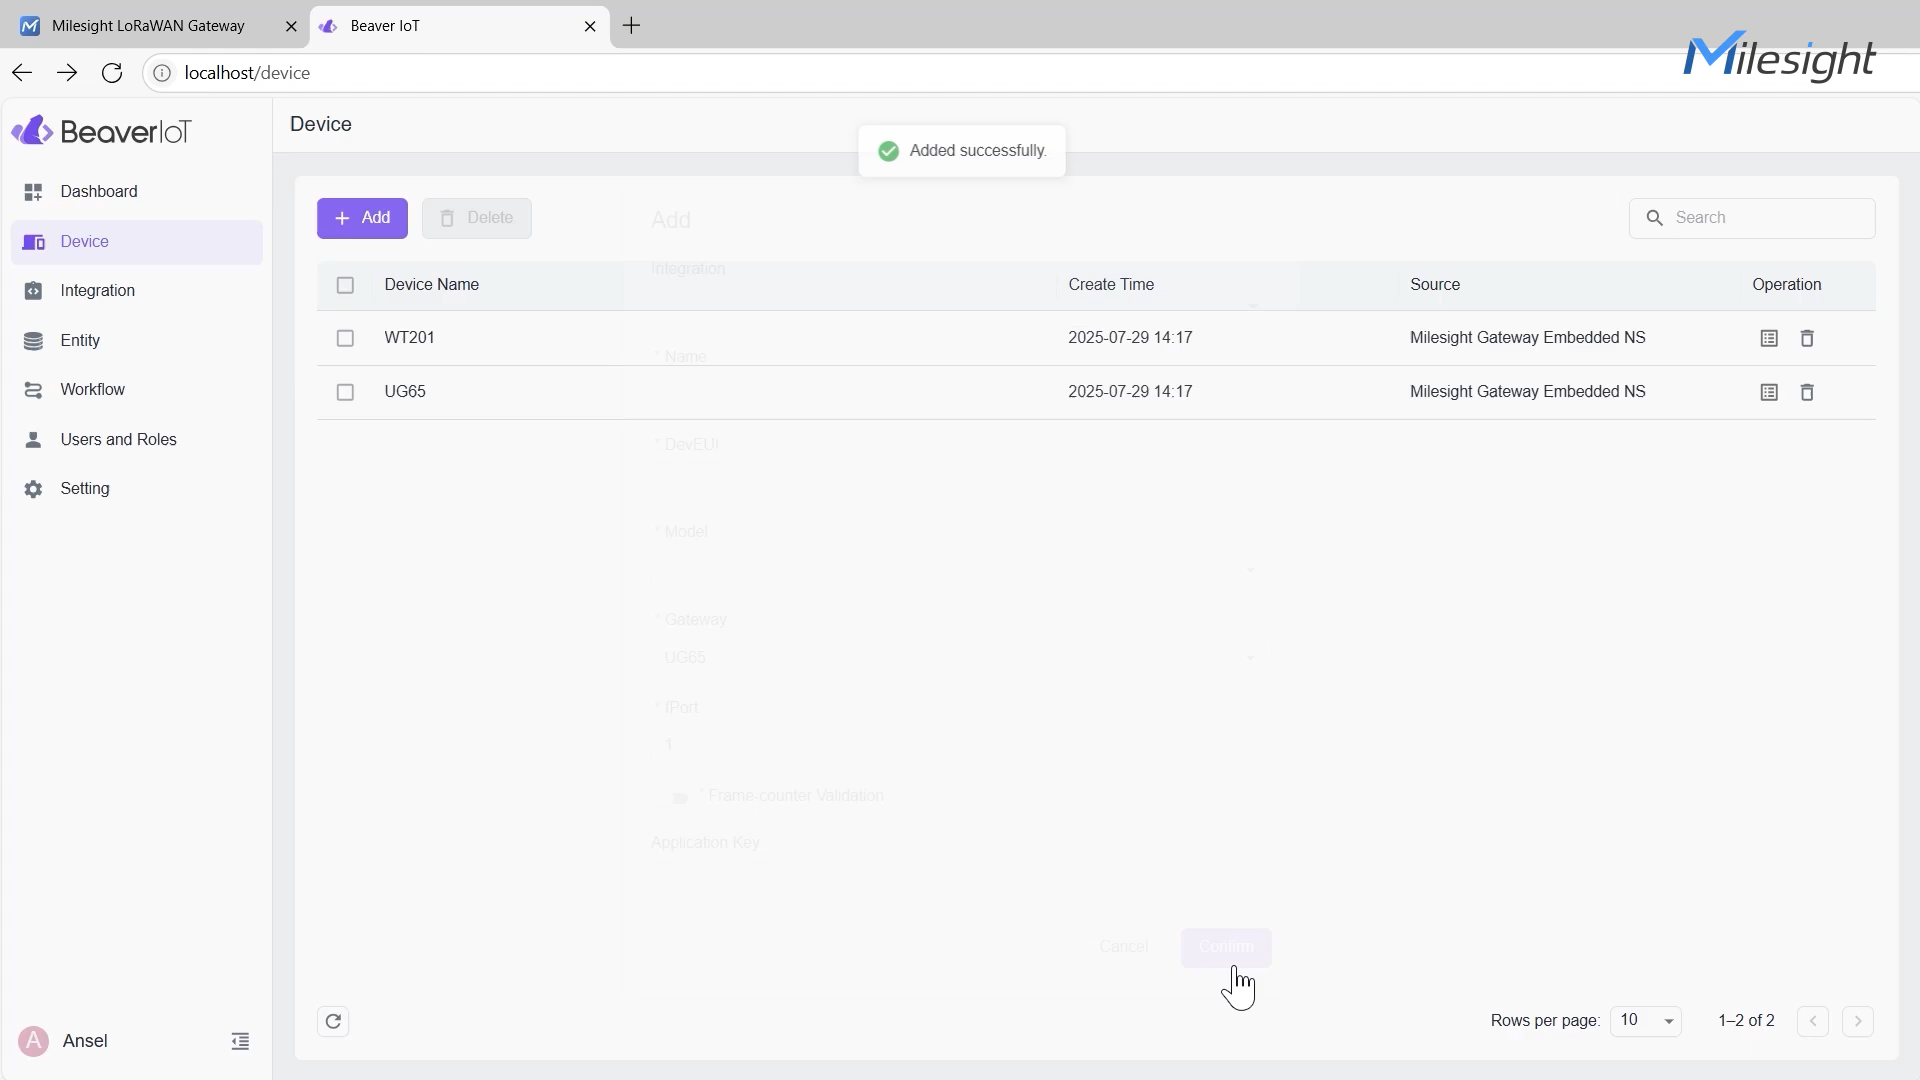 Milesight LoRaWAN Gateway
Beaver IoT
localhost/device
Milesight
BeaverIoT
Device
Added successfully.
Dashboard
Device
Integration
Entity
Workflow
Users and Roles
Setting
Add
Delete
Add
Search
Integration
Device Name
Create Time
Source
Operation
WT201
2025-07-29 14:17
Milesight Gateway Embedded NS
* Name
UG65
2025-07-29 14:17
Milesight Gateway Embedded NS
* DevEUI
* Model
* Gateway
UG65
* fPort
1
* Frame-counter Validation
Application Key
Cancel
Confirm
A
Ansel
Rows per page:
10
1–2 of 2